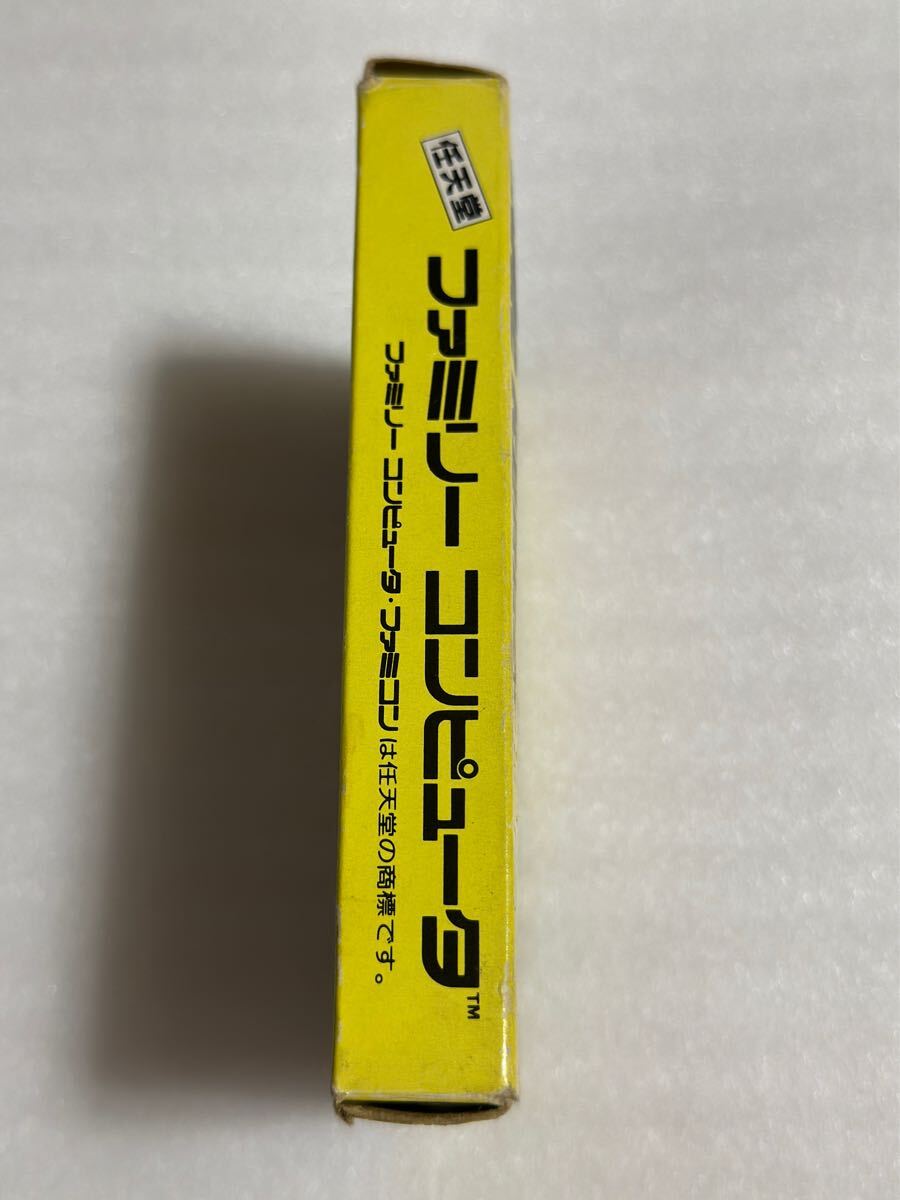 任天堂
ファミリー コンピュータ™
ファミリー コンピュータ・ファミコンは任天堂の商標です。